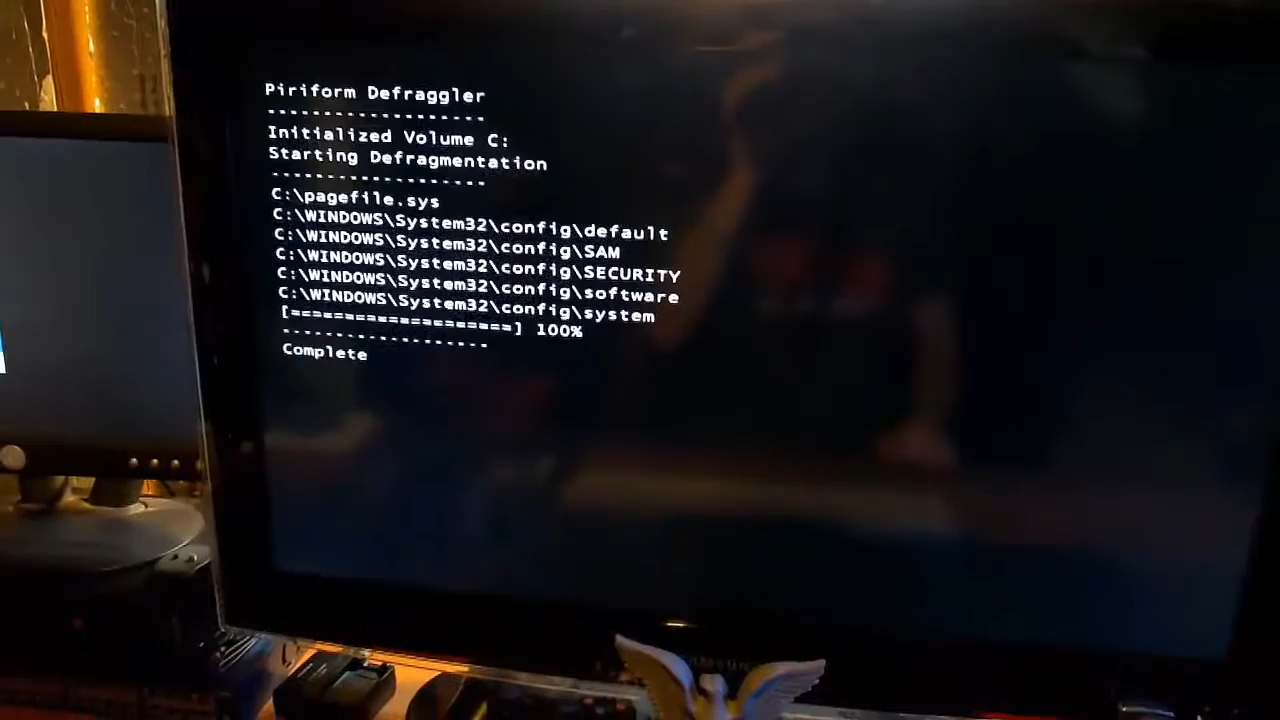 Piriform Defraggler
--------------------
Initialized Volume C:
Starting Defragmentation
--------------------
C:\pagefile.sys
C:\WINDOWS\System32\config\default
C:\WINDOWS\System32\config\SAM
C:\WINDOWS\System32\config\SECURITY
C:\WINDOWS\System32\config\software
C:\WINDOWS\System32\config\system
[====================] 100%
-------------------
Complete
SAMSUNG